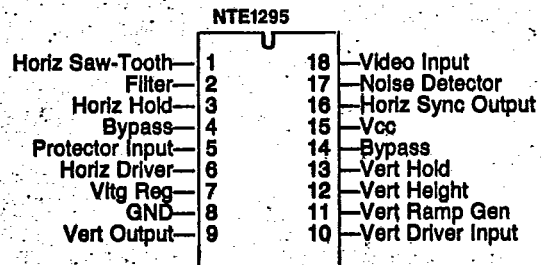 NTE1295
Horiz Saw-Tooth 1 18 Video Input
Filter 2 17 Noise Detector
Horiz Hold 3 16 Horiz Sync Output
Bypass 4 15 Vcc
Protector Input 5 14 Bypass
Horiz Driver 6 13 Vert Hold
Vltg Reg 7 12 Vert Height
GND 8 11 Vert Ramp Gen
Vert Output 9 10 Vert Driver Input